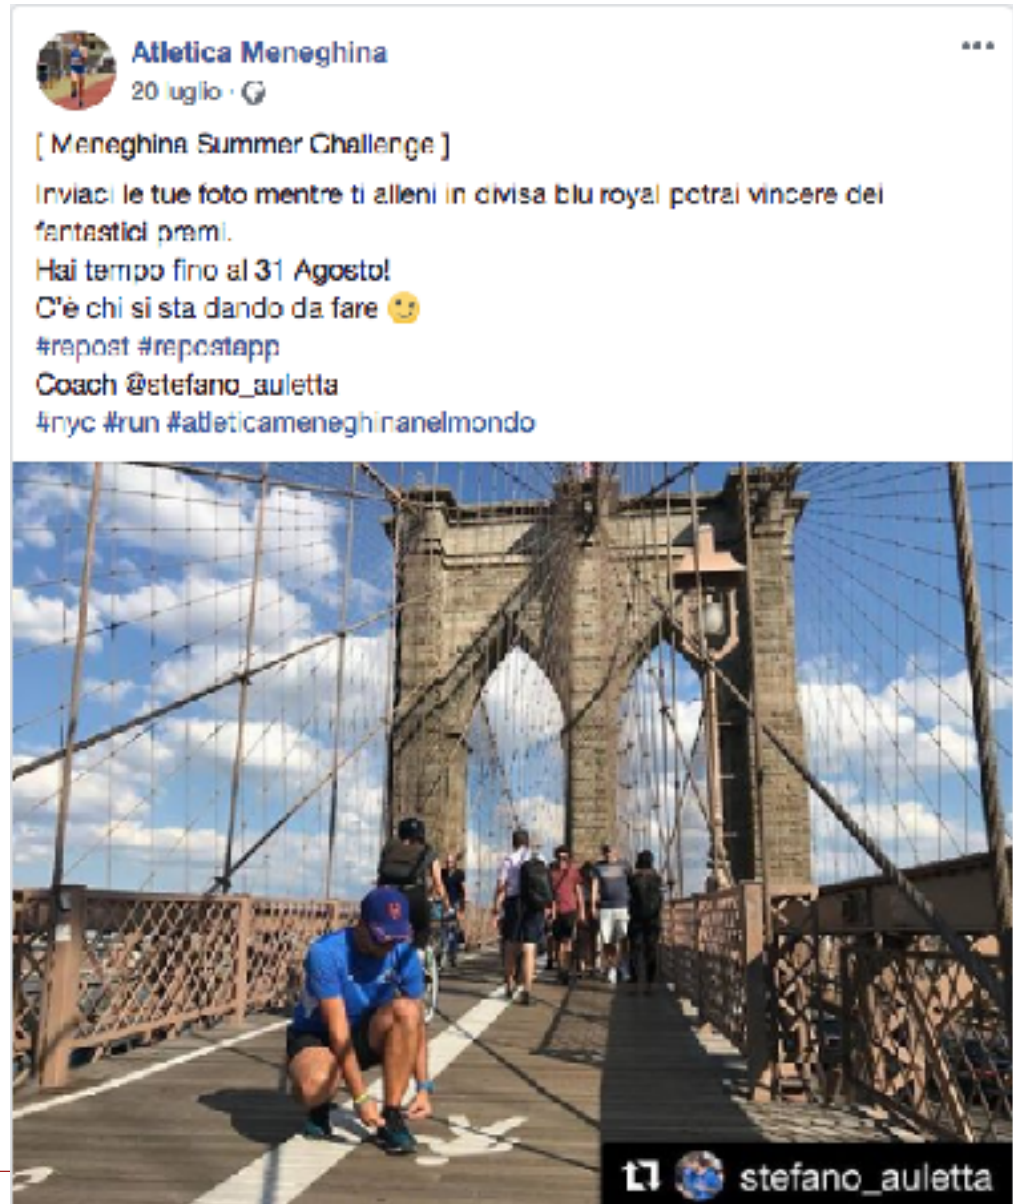 Atletica Meneghina
20 luglio ·
[ Meneghina Summer Challenge ]
Inviaci le tue foto mentre ti alleni in divisa blu royal potrai vincere dei
fantastici premi.
Hai tempo fino al 31 Agosto!
C'è chi si sta dando da fare 😉
#repost #repostapp
Coach @stefano_auletta
#nyc #run #atleticameneghinanelmondo
stefano_auletta